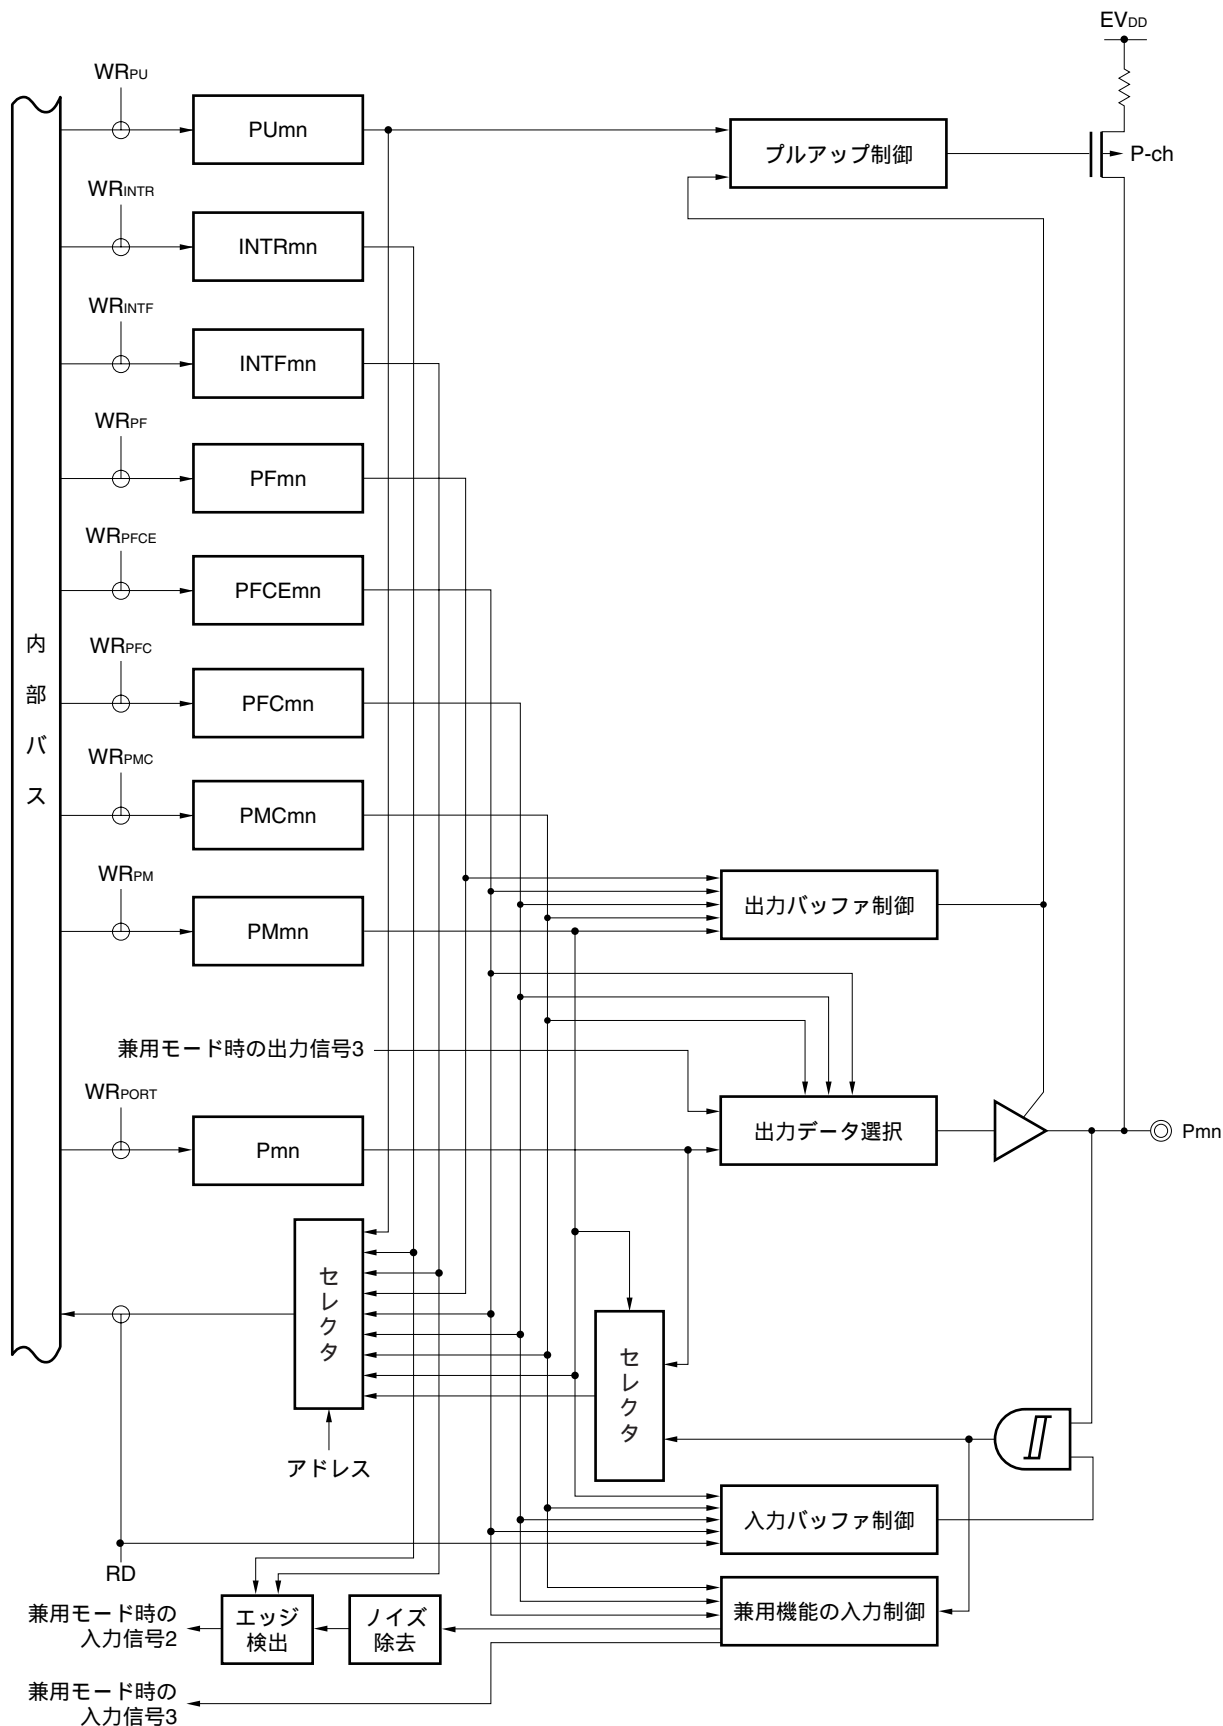 EVDD
WRPU
PUmn
プルアップ制御
P-ch
WRINTR
INTRmn
WRINTF
INTFmn
WRPF
PFmn
WRPFCE
PFCEmn
内部バス
WRPFC
PFCmn
WRPMC
PMCmn
WRPM
PMmn
出力バッファ制御
兼用モード時の出力信号3
WRPORT
Pmn
出力データ選択
Pmn
セレクタ
セレクタ
アドレス
入力バッファ制御
RD
兼用モード時の
入力信号2
エッジ
検出
ノイズ
除去
兼用機能の入力制御
兼用モード時の
入力信号3